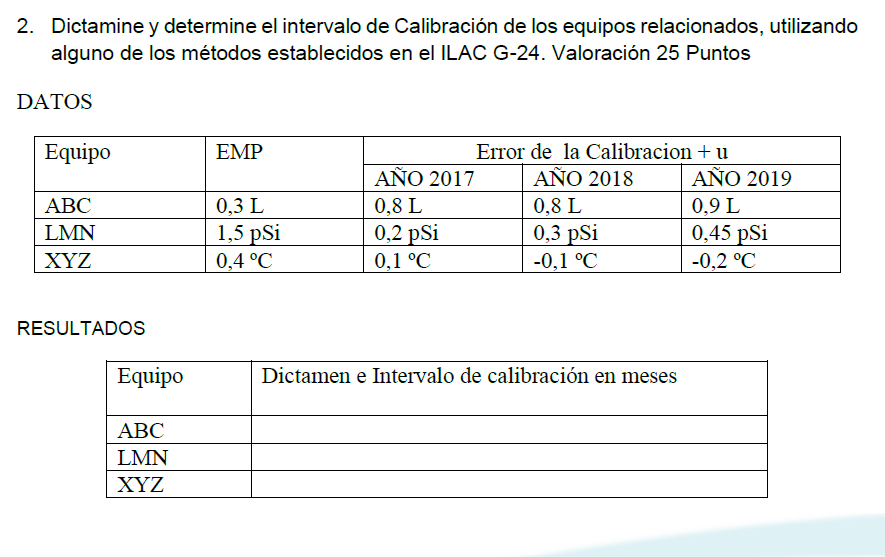 2. Dictamine y determine el intervalo de Calibración de los equipos relacionados, utilizando
alguno de los métodos establecidos en el ILAC G-24. Valoración 25 Puntos
DATOS
Equipo EMP Error de la Calibracion + u
AÑO 2017 AÑO 2018 AÑO 2019
ABC 0,3 L 0,8 L 0,8 L 0,9 L
LMN 1,5 pSi 0,2 pSi 0,3 pSi 0,45 pSi
XYZ 0,4 ºC 0,1 ºC -0,1 ºC -0,2 ºC
RESULTADOS
Equipo Dictamen e Intervalo de calibración en meses
ABC
LMN
XYZ